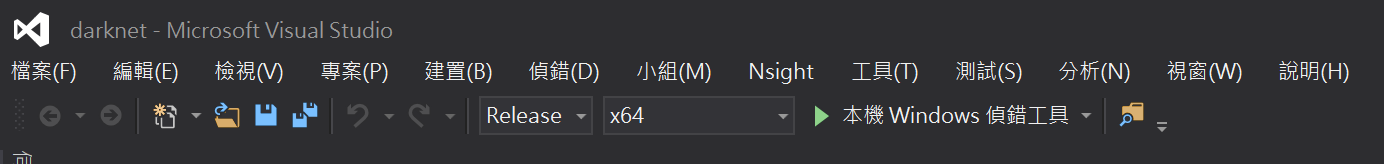 darknet - Microsoft Visual Studio
檔案(F) 編輯(E) 檢視(V) 專案(P) 建置(B) 偵錯(D) 小組(M) Nsight 工具(T) 測試(S) 分析(N) 視窗(W) 說明(H)
Release x64 本機 Windows 偵錯工具